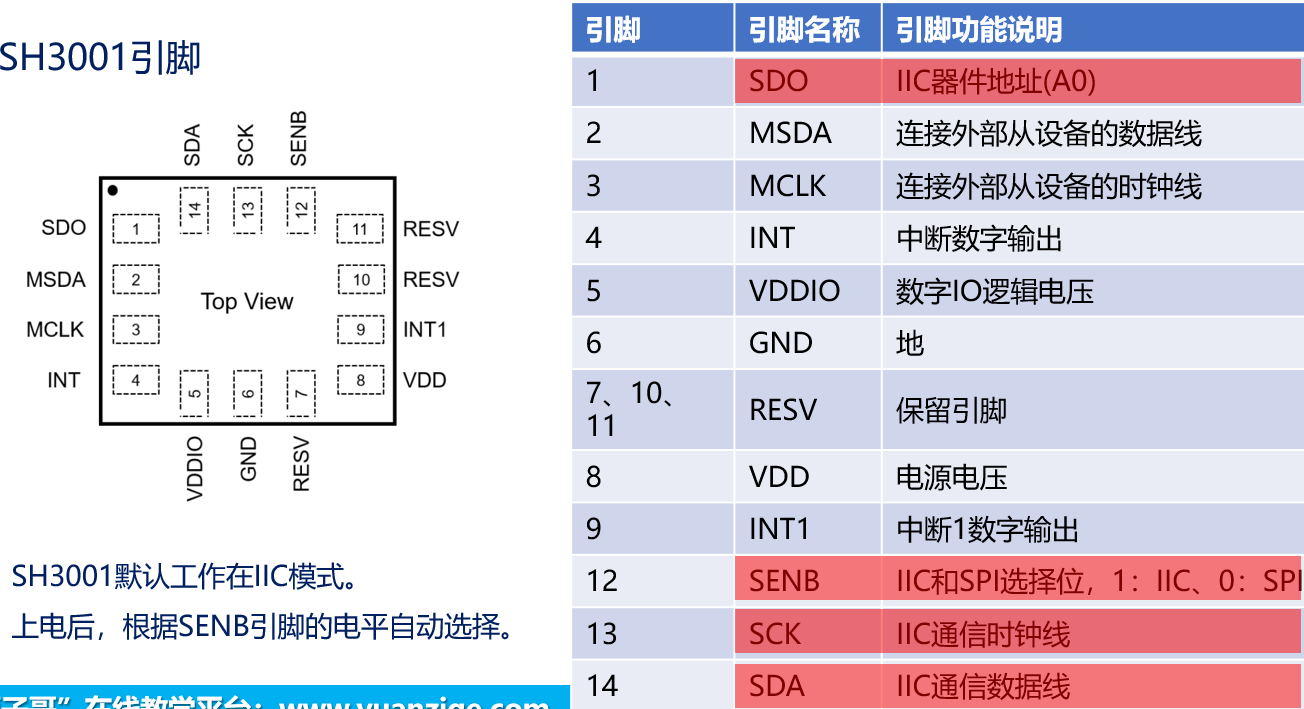 SH3001引脚
SDA
SCK
SENB
14
13
12
SDO
1
11
RESV
MSDA
2
Top View
10
RESV
MCLK
3
9
INT1
INT
4
8
VDD
5
6
7
VDDIO
GND
RESV
SH3001默认工作在IIC模式。
上电后，根据SENB引脚的电平自动选择。
子哥”在线教学平台：www.yuanzige.com
引脚 引脚名称 引脚功能说明
1 SDO IIC器件地址(A0)
2 MSDA 连接外部从设备的数据线
3 MCLK 连接外部从设备的时钟线
4 INT 中断数字输出
5 VDDIO 数字IO逻辑电压
6 GND 地
7、10、
11 RESV 保留引脚
8 VDD 电源电压
9 INT1 中断1数字输出
12 SENB IIC和SPI选择位，1：IIC、0：SPI
13 SCK IIC通信时钟线
14 SDA IIC通信数据线